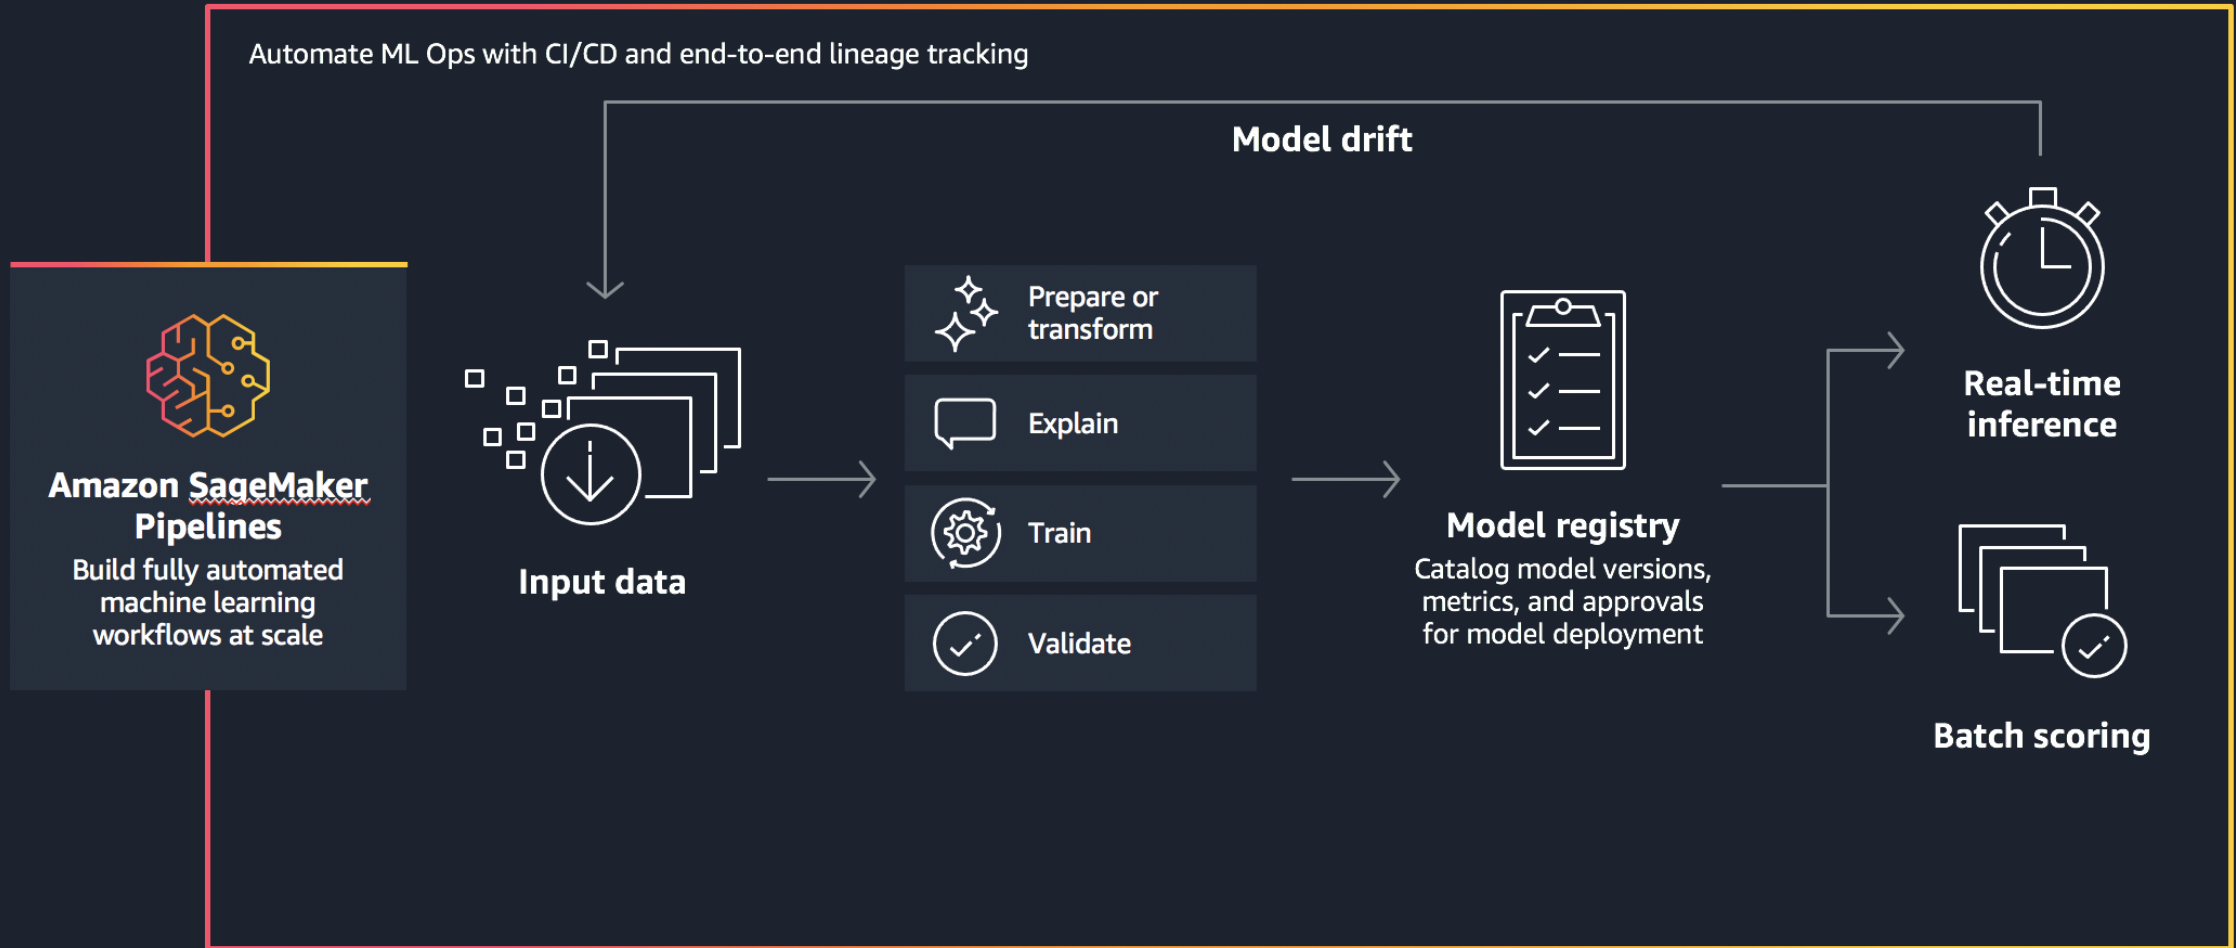 Automate ML Ops with CI/CD and end-to-end lineage tracking
Model drift
Amazon SageMaker
Pipelines
Build fully automated
machine learning
workflows at scale
Input data
Prepare or
transform
Explain
Train
Validate
Model registry
Catalog model versions,
metrics, and approvals
for model deployment
Real-time
inference
Batch scoring